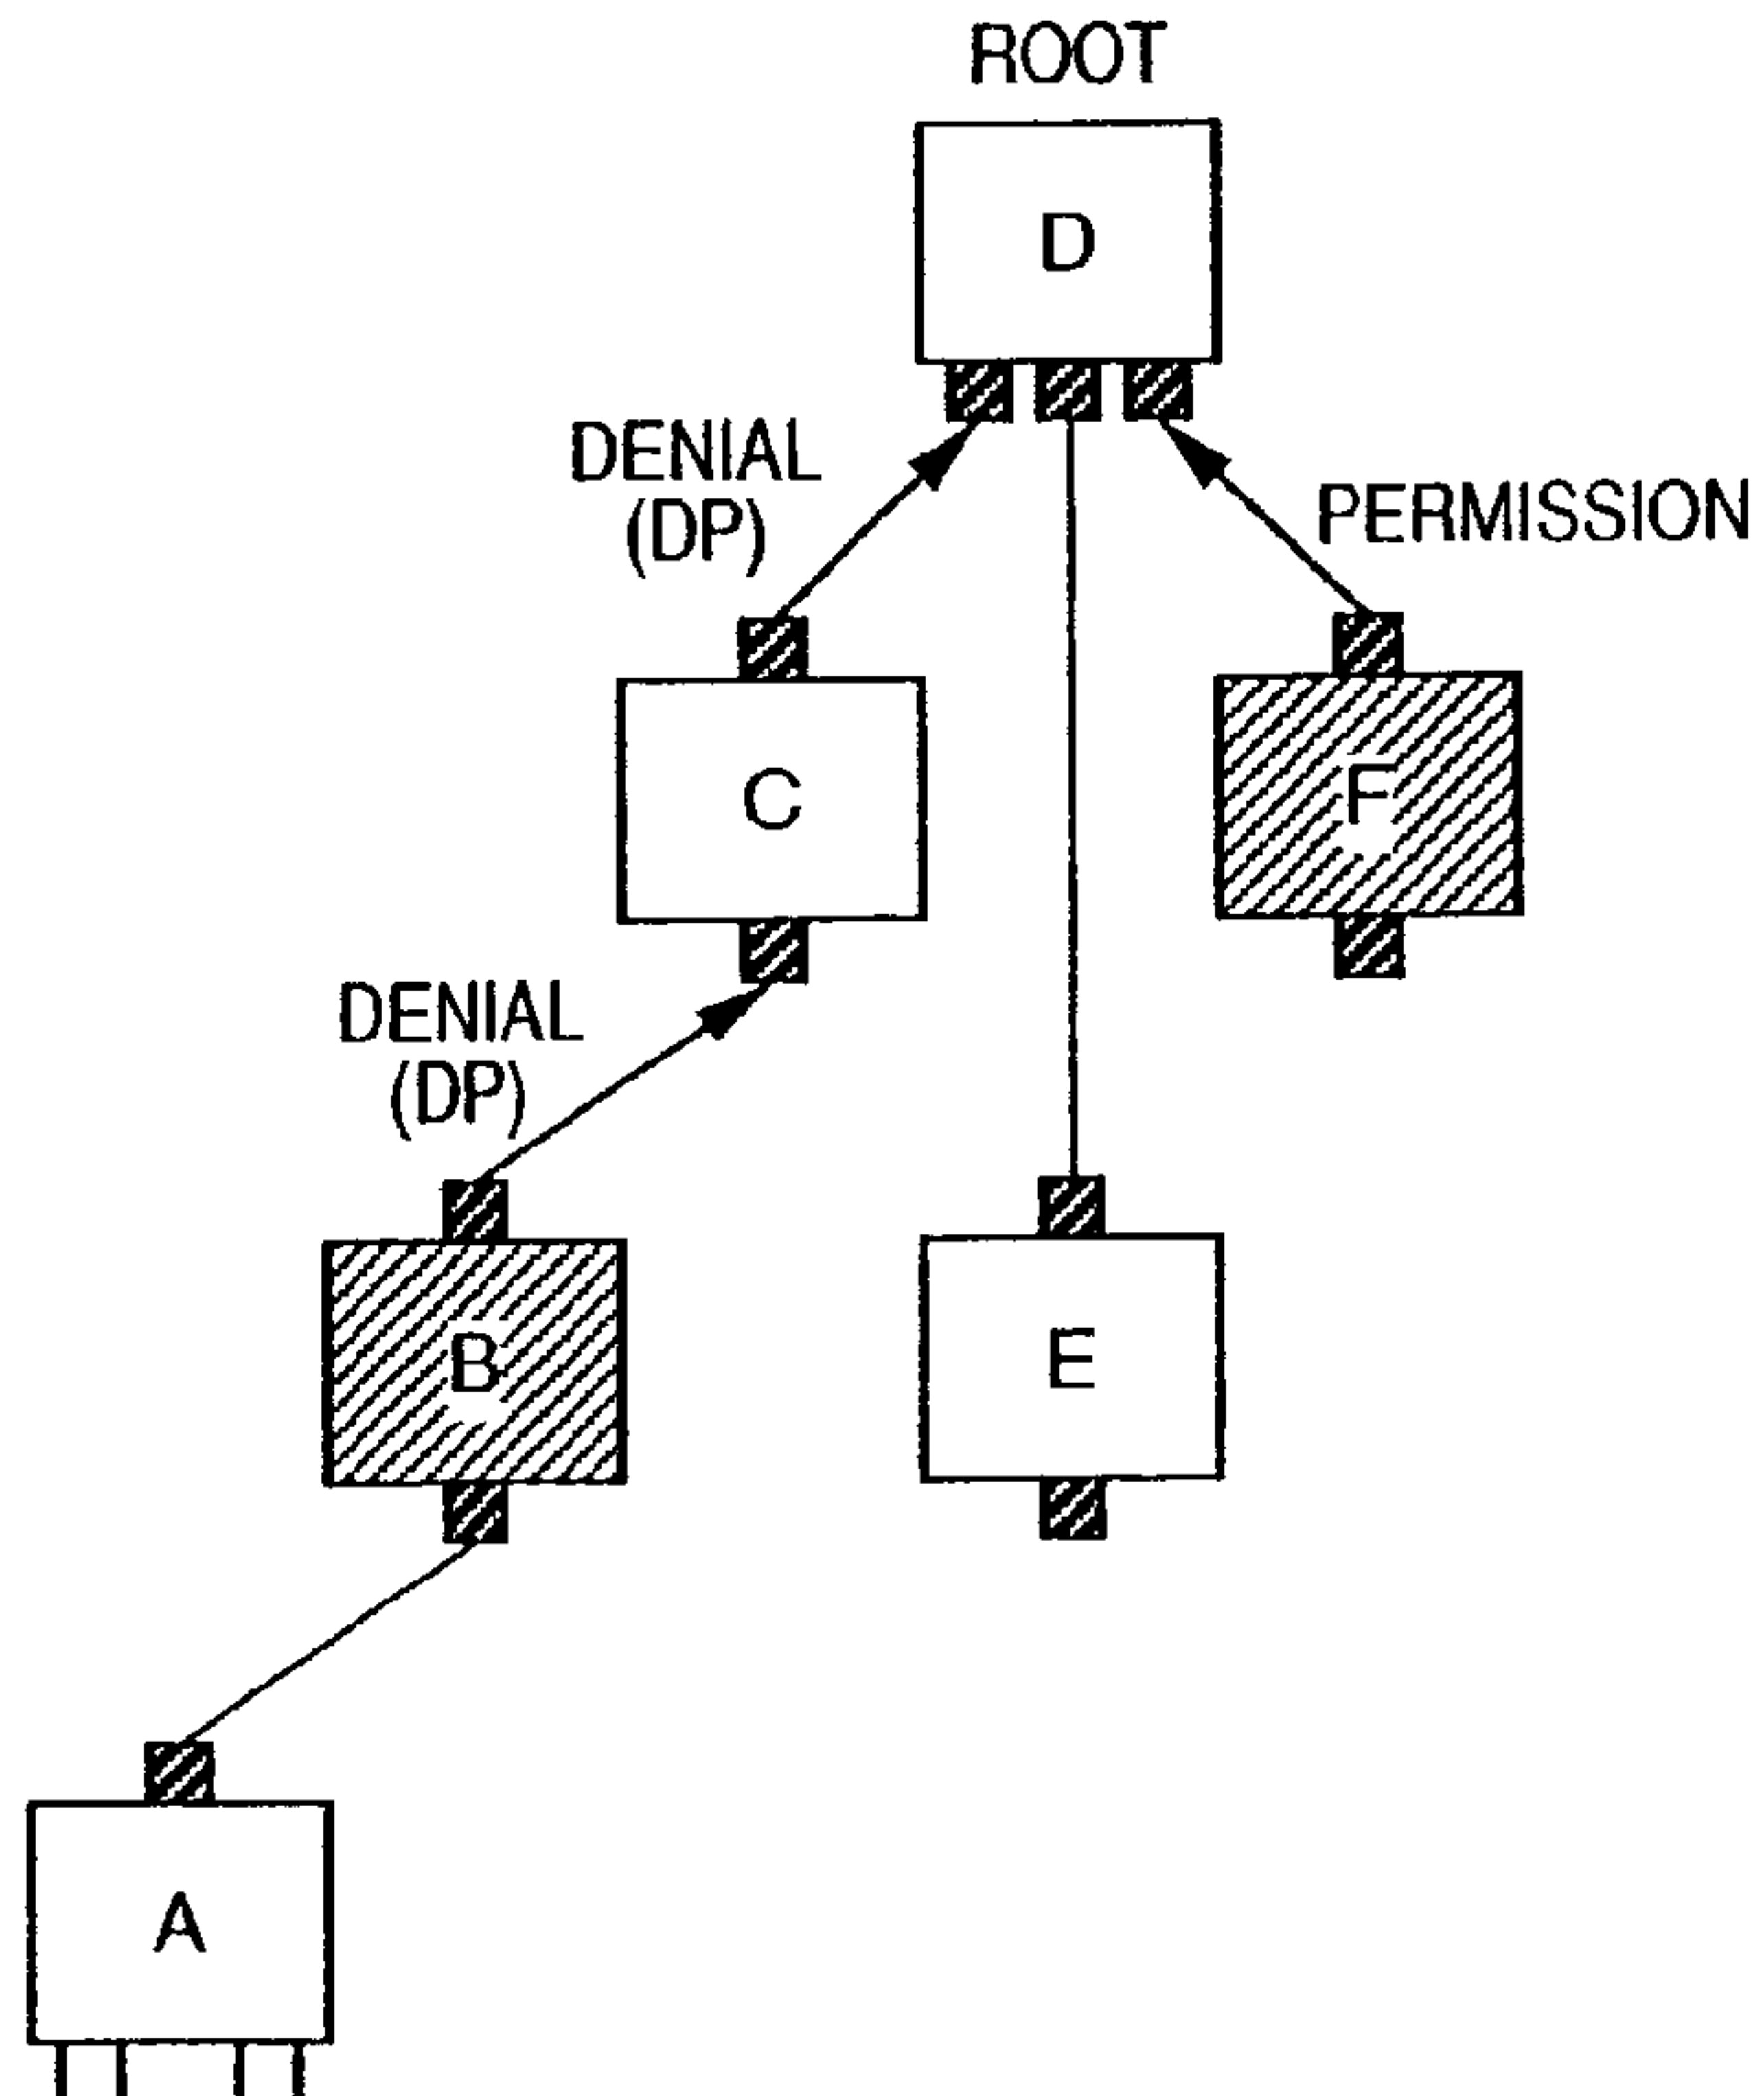 ROOT
D
DENIAL
(DP)
PERMISSION
C
F
DENIAL
(DP)
B
E
A